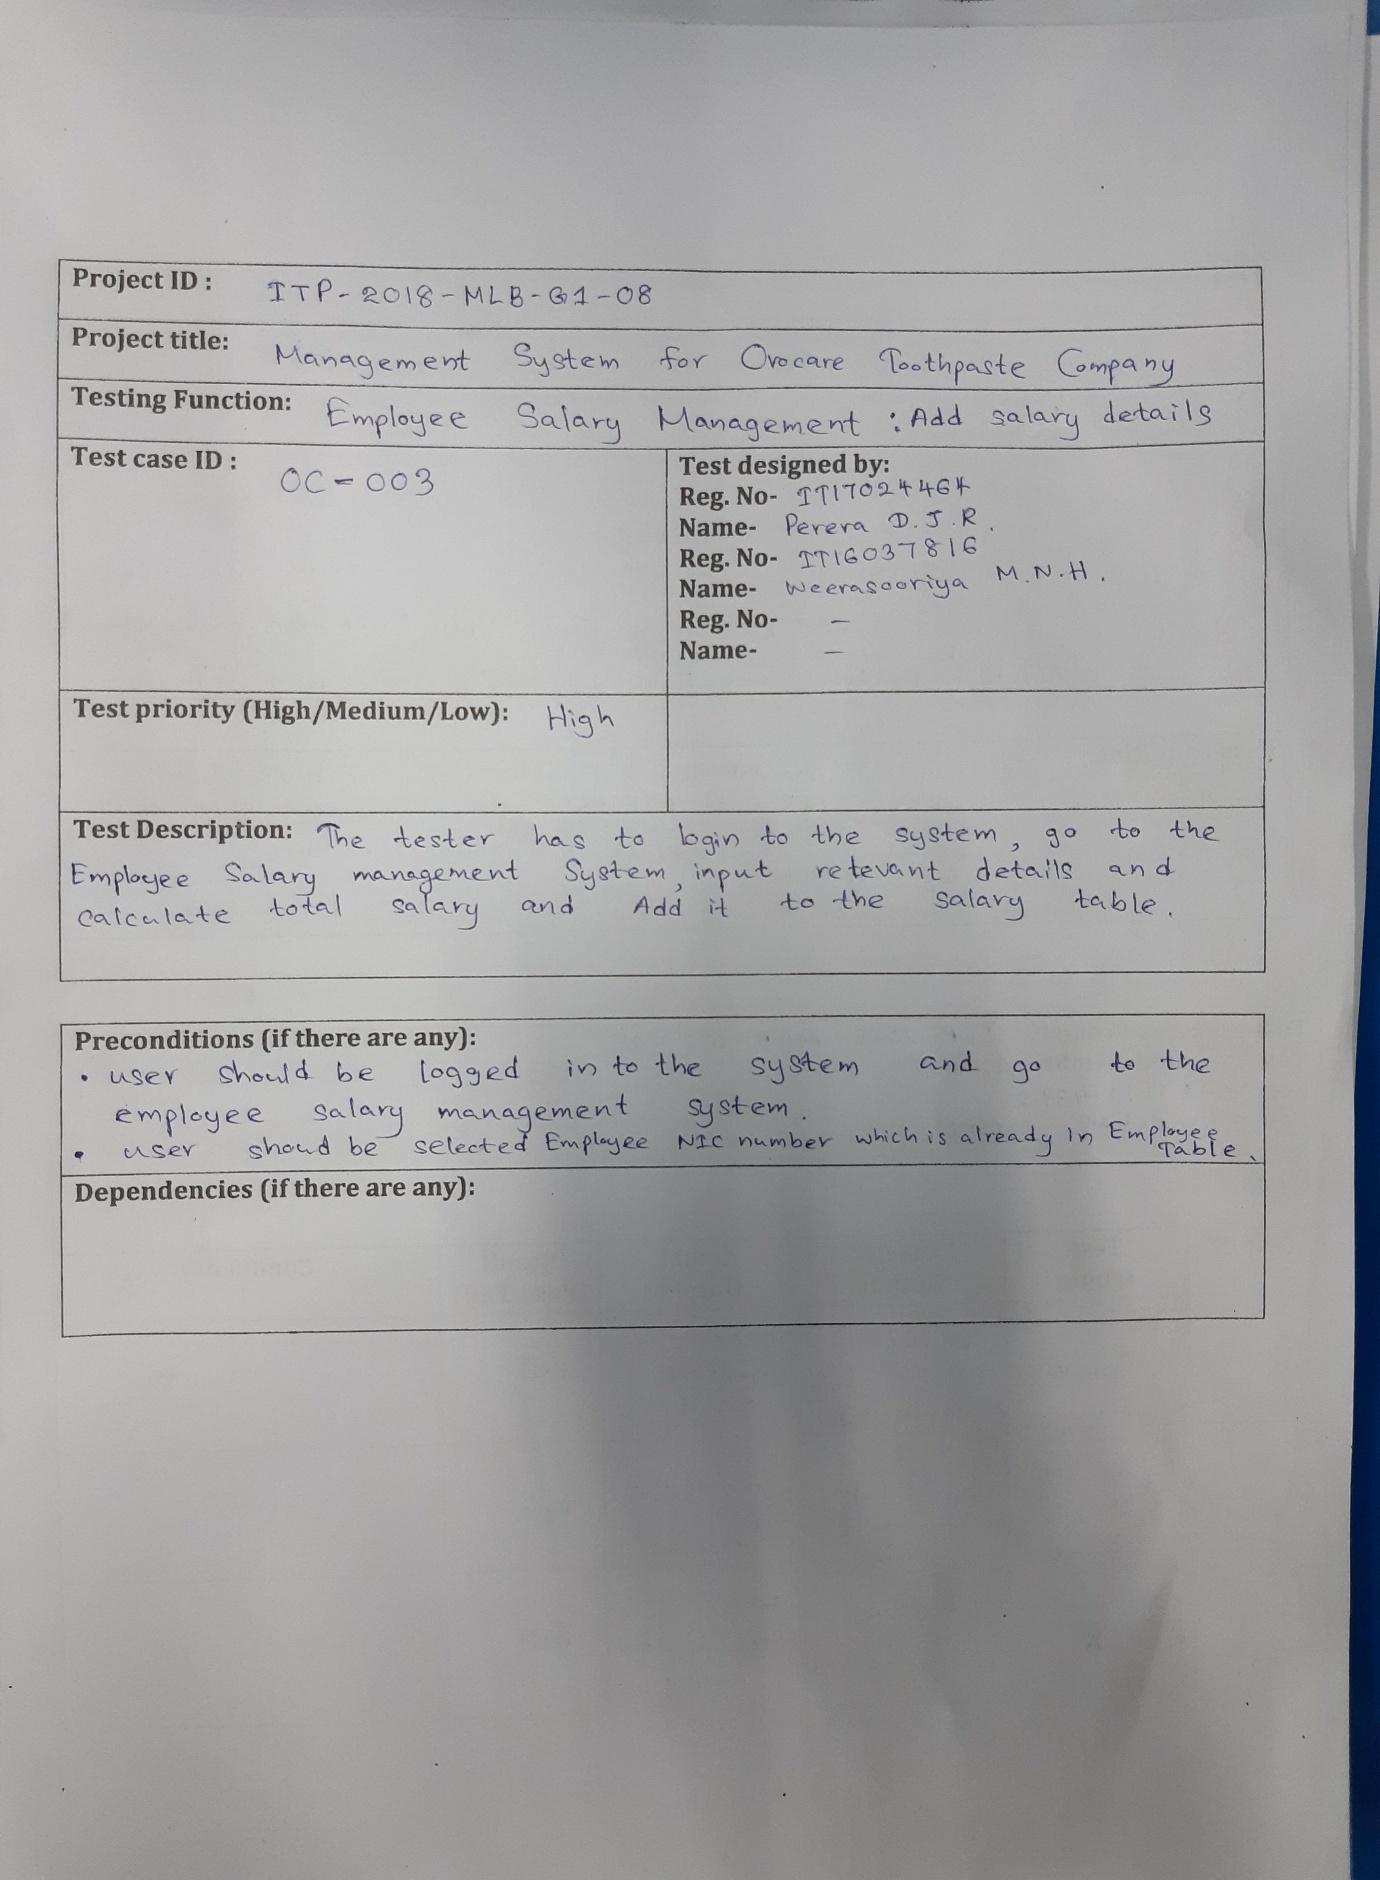 Project ID : ITP-2018-MLB-G1-08
Project title: Management System for Orocare Toothpaste Company
Testing Function: Employee Salary Management : Add salary details
Test case ID : OC-003
Test designed by:
Reg. No- IT17024464
Name- Perera D.J.R.
Reg. No- IT16037816
Name- Weerasooriya M.N.H.
Reg. No- –
Name- –
Test priority (High/Medium/Low): High
Test Description: The tester has to login to the system, go to the
Employee Salary management System, input retevant details and
calculate total salary and Add it to the salary table.
Preconditions (if there are any):
• user should be logged in to the system and go to the
employee salary management system.
• user shoud be selected Employee NIC number which is already in Employee
Table.
Dependencies (if there are any):